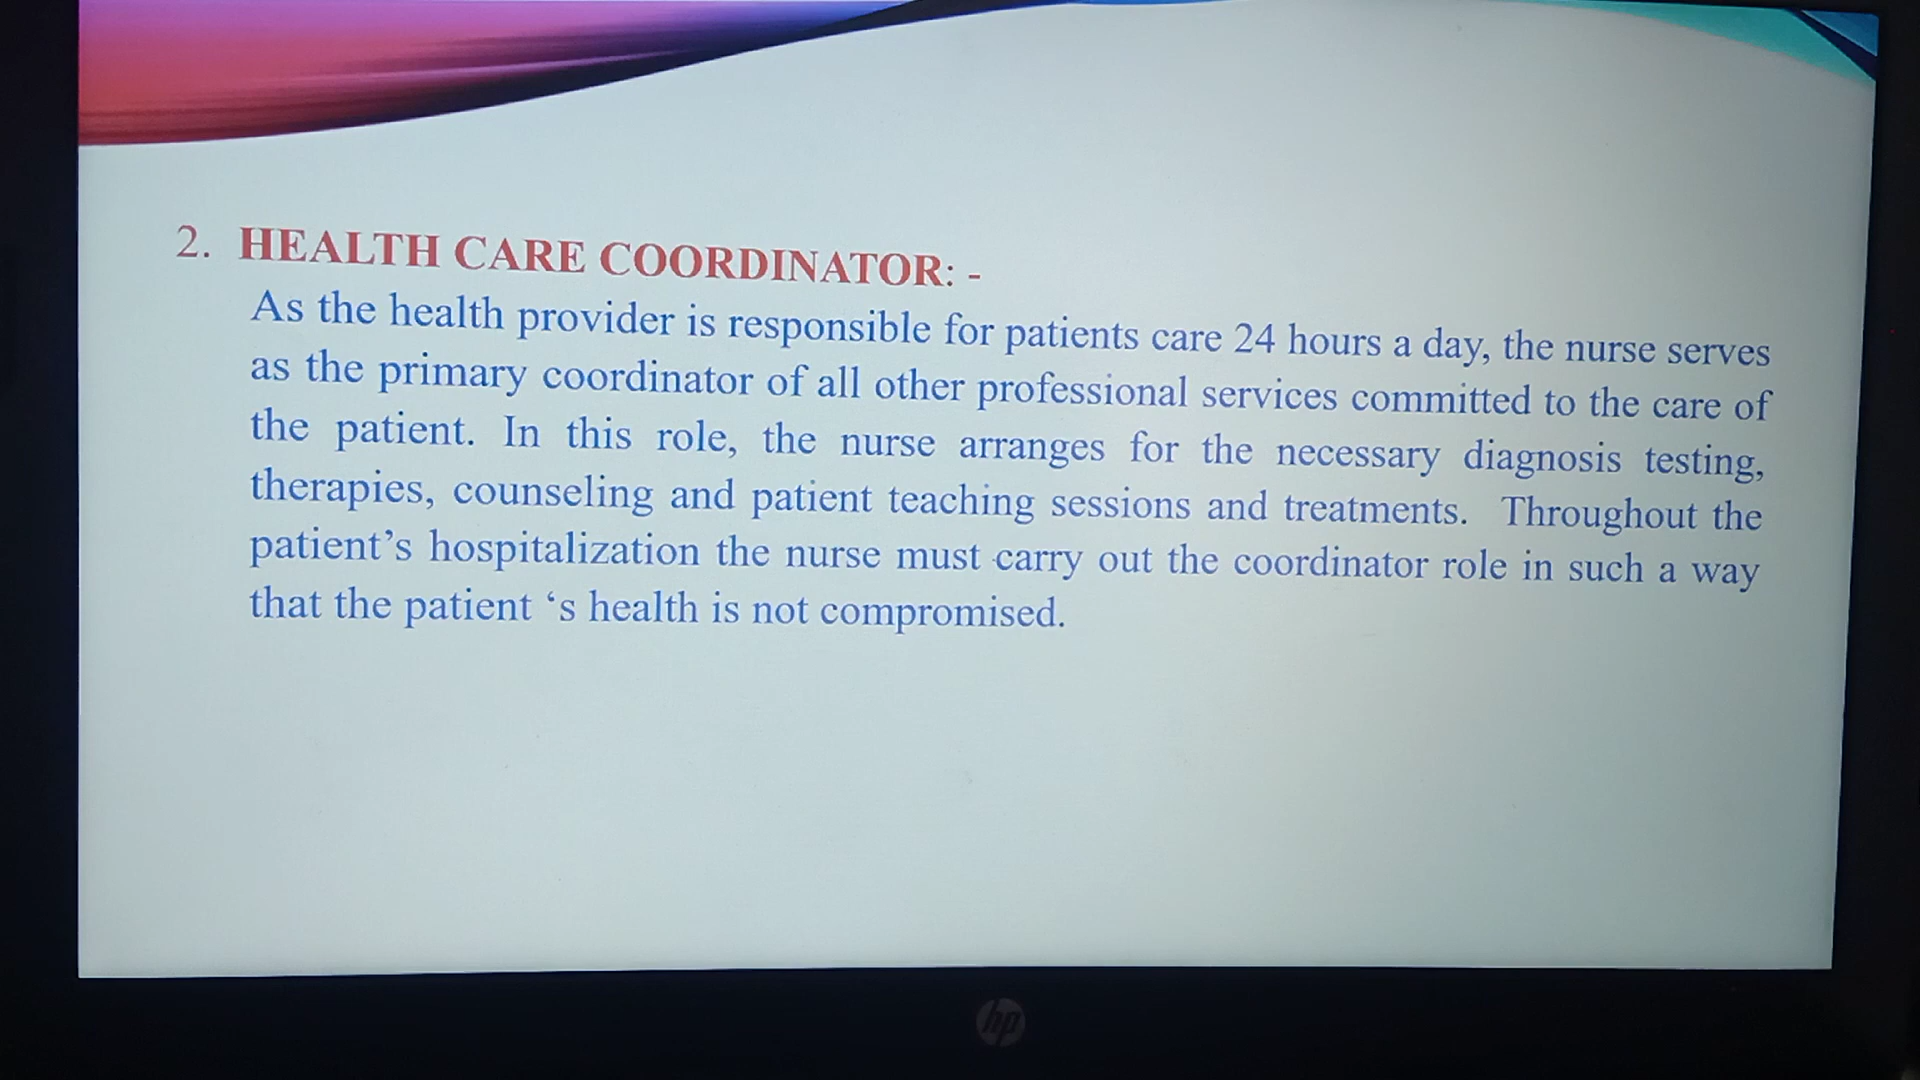 2. HEALTH CARE COORDINATOR: -
As the health provider is responsible for patients care 24 hours a day, the nurse serves
as the primary coordinator of all other professional services committed to the care of
the patient. In this role, the nurse arranges for the necessary diagnosis testing,
therapies, counseling and patient teaching sessions and treatments. Throughout the
patient’s hospitalization the nurse must carry out the coordinator role in such a way
that the patient ‘s health is not compromised.
hp